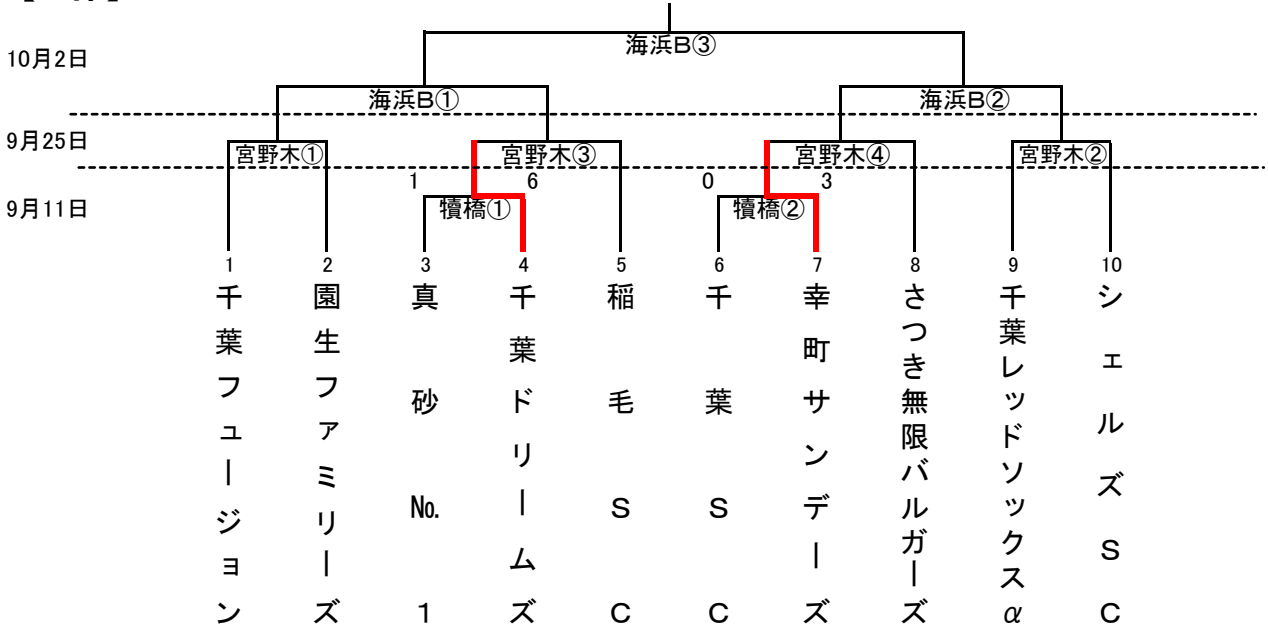 海浜B③
10月2日
海浜B① 海浜B②
9月25日
宮野木① 宮野木③ 宮野木④ 宮野木②
1 6 0 3
9月11日
犢橋① 犢橋②
1 2 3 4 5 6 7 8 9 10
千葉フュージョン
園生ファミリーズ
真砂№1
千葉ドリームズ
稲毛SC
千葉SC
幸町サンデーズ
さつき無限バルガーズ
千葉レッドソックスα
シェルズSC